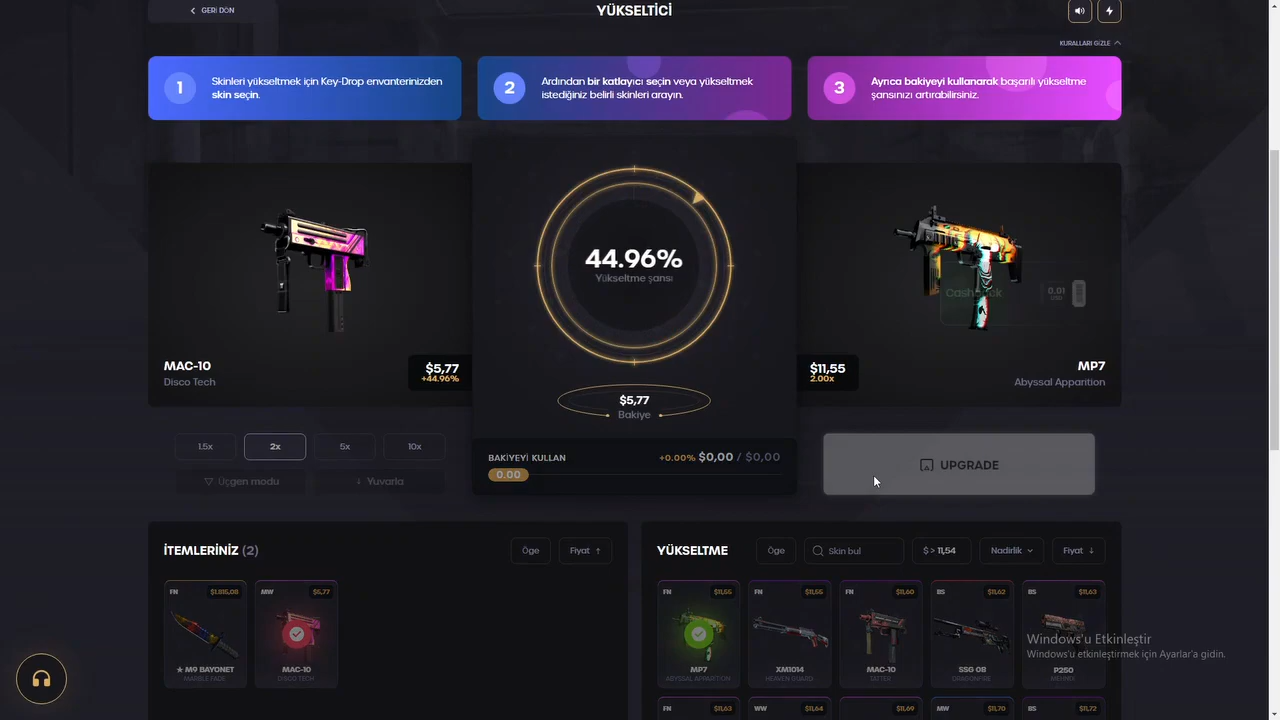 GERİ DÖN
YÜKSELTİCİ
KURALLARI GİZLE
1
Skinleri yükseltmek için Key-Drop envanterinizden
skin seçin.
2
Ardından bir katlayıcı seçin veya yükseltmek
istediğiniz belirli skinleri arayın.
3
Ayrıca bakiyeyi kullanarak başarılı yükseltme
şansınızı artırabilirsiniz.
44.96%
Yükseltme şansı
Cashback
0.01
MAC-10
Disco Tech
$5,77
+44.96%
$11,55
2.00x
MP7
Abyssal Apparition
$5,77
Bakiye
1.5x
2x
5x
10x
Üçgen modu
Yuvarla
BAKİYEYİ KULLAN
+0.00% $0,00 / $0,00
0.00
UPGRADE
İTEMLERİNİZ (2)
Öge
Fiyat
YÜKSELTME
Öge
Skin bul
$ > 11,54
Nadirlik
Fiyat
FN
$1.815,08
★ M9 BAYONET
MARBLE FADE
MW
$5,77
MAC-10
DISCO TECH
FN
$11,55
MP7
ABYSSAL APPARITION
FN
$11,55
XM1014
HEAVEN GUARD
FN
$11,60
MAC-10
TATTER
BS
$11,62
SSG 08
DRAGONFIRE
BS
$11,63
P250
MEHNDI
Windows'u Etkinleştir
Windows'u etkinleştirmek için Ayarlar'a gidin.
FN
$11,63
WW
$11,64
$11,69
MW
$11,70
BS
$11,72